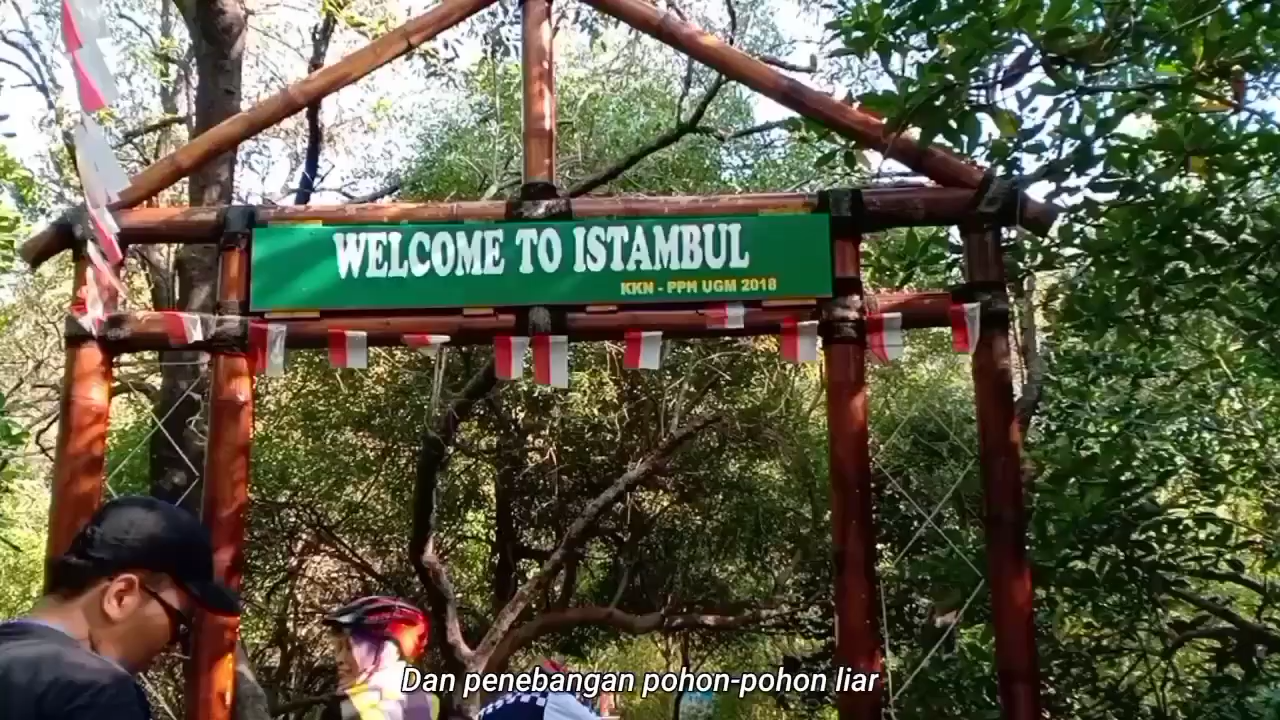 WELCOME TO ISTAMBUL
KKN - PPM UGM 2018
Dan penebangan pohon-pohon liar